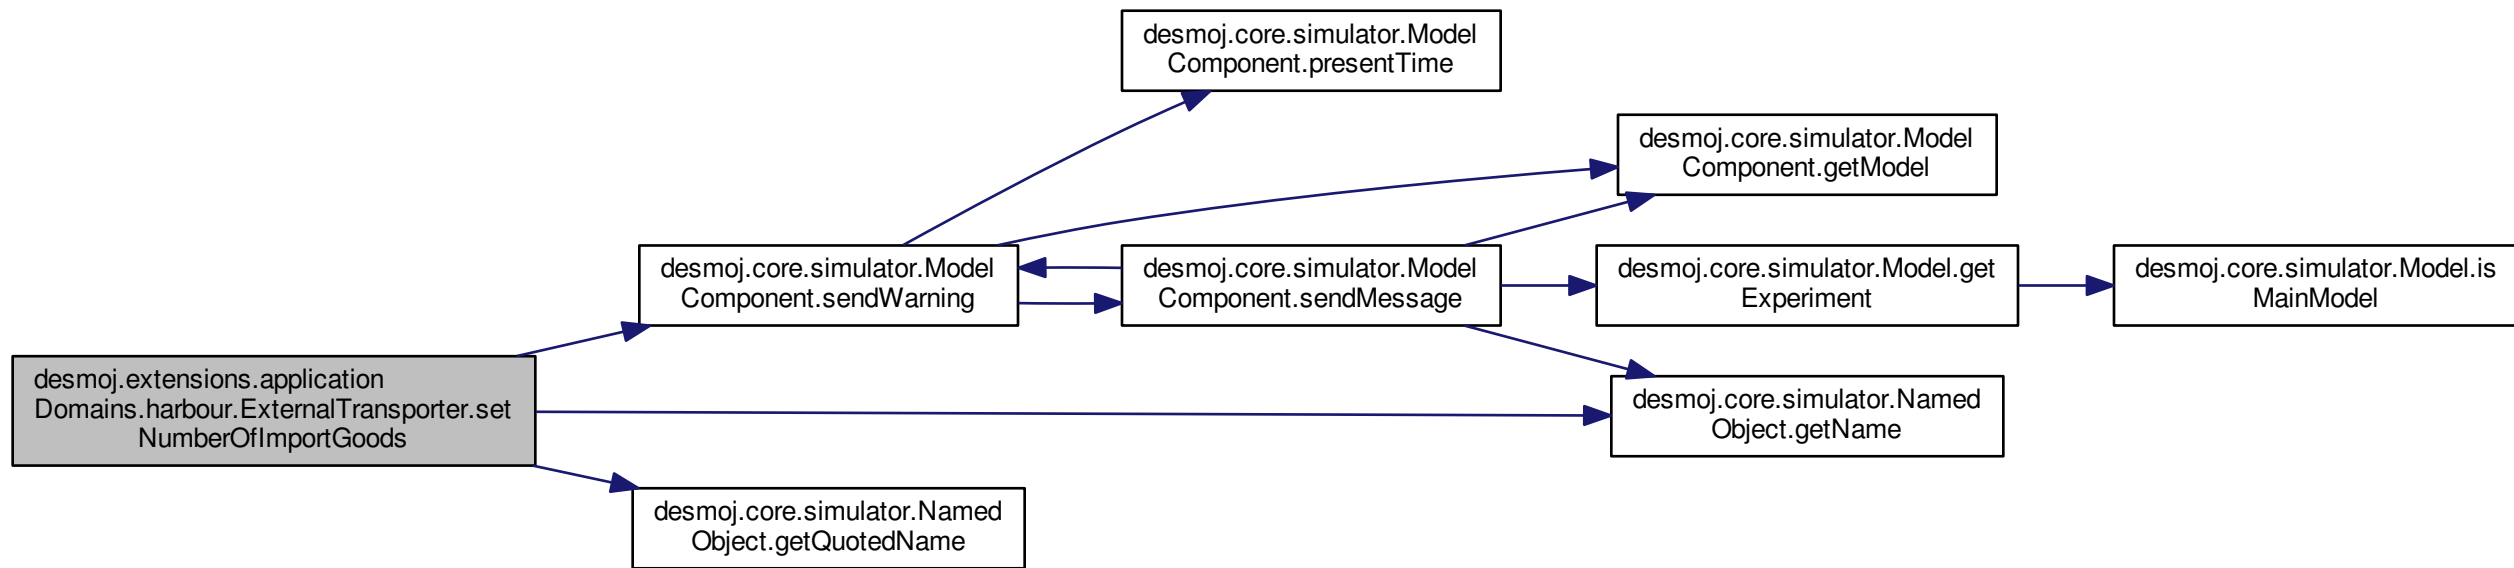 desmoj.core.simulator.Model
Component.presentTime
desmoj.core.simulator.Model
Component.getModel
desmoj.core.simulator.Model
Component.sendWarning
desmoj.core.simulator.Model
Component.sendMessage
desmoj.core.simulator.Model.get
Experiment
desmoj.core.simulator.Model.is
MainModel
desmoj.extensions.application
Domains.harbour.ExternalTransporter.set
NumberOfImportGoods
desmoj.core.simulator.Named
Object.getName
desmoj.core.simulator.Named
Object.getQuotedName